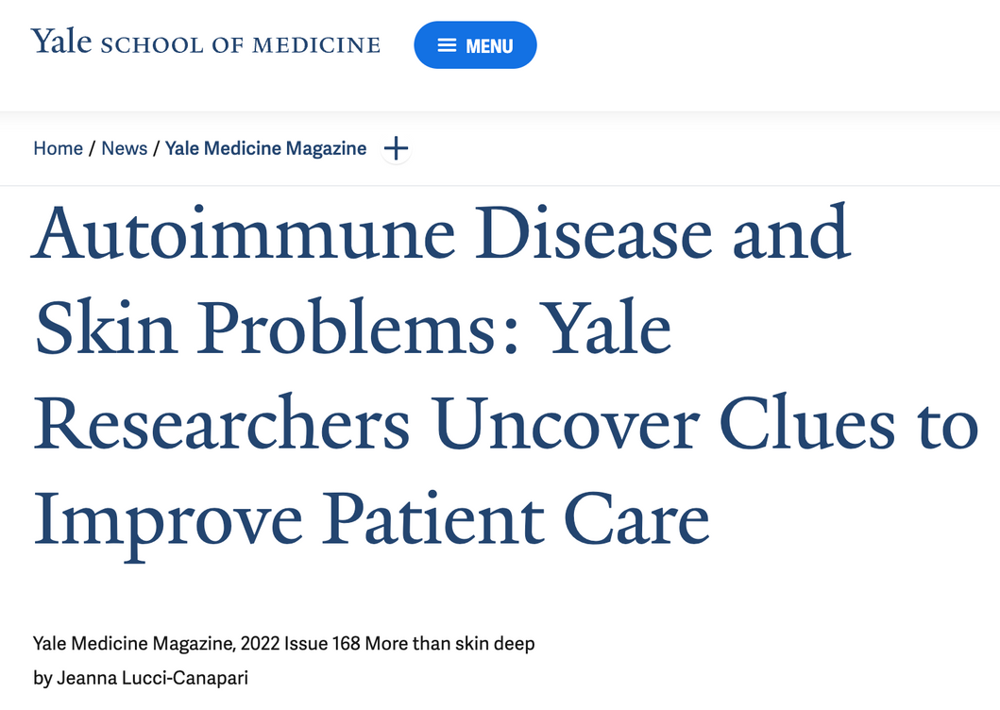 Yale SCHOOL OF MEDICINE
MENU
Home / News / Yale Medicine Magazine
Autoimmune Disease and
Skin Problems: Yale
Researchers Uncover Clues to
Improve Patient Care
Yale Medicine Magazine, 2022 Issue 168 More than skin deep
by Jeanna Lucci-Canapari